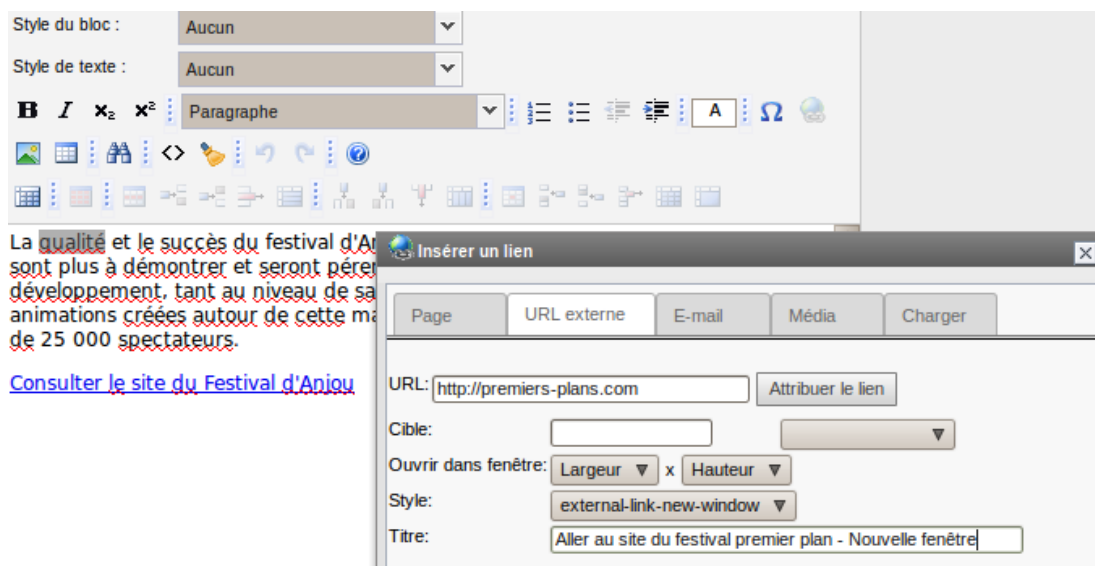 Style du bloc : Aucun
Style de texte : Aucun
B I x₂ x² Paragraphe A Ω
La qualité et le succès du festival d'An
sont plus à démontrer et seront péren
développement, tant au niveau de sa
animations créées autour de cette ma
de 25 000 spectateurs.
Consulter le site du Festival d'Anjou
Insérer un lien
Page URL externe E-mail Média Charger
URL: http://premiers-plans.com Attribuer le lien
Cible:
Ouvrir dans fenêtre: Largeur x Hauteur
Style: external-link-new-window
Titre: Aller au site du festival premier plan - Nouvelle fenêtre